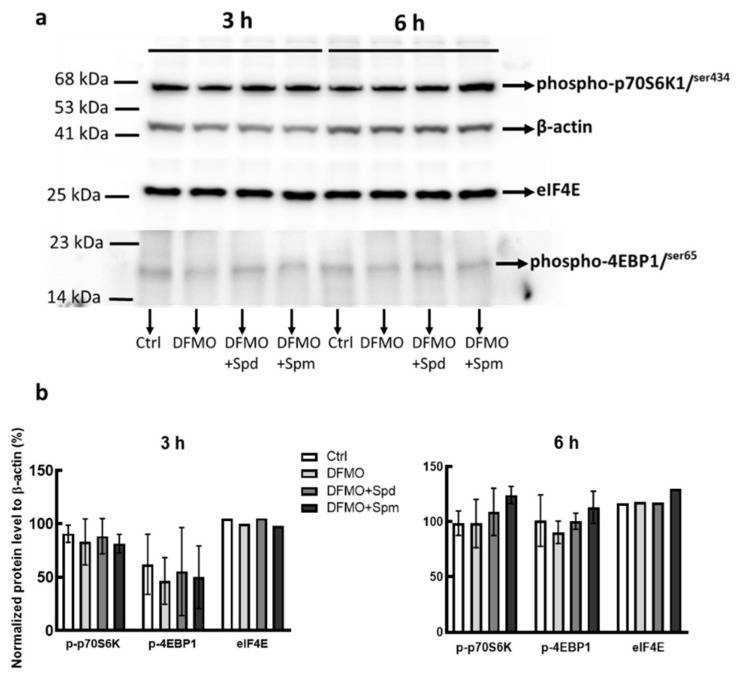 a
3 h 6 h
68 kDa
phospho-p70S6K1/ser434
53 kDa
β-actin
41 kDa
25 kDa
eIF4E
23 kDa
phospho-4EBP1/ser65
14 kDa
Ctrl DFMO DFMO DFMO Ctrl DFMO DFMO DFMO
+Spd +Spm +Spd +Spm
b
Normalized protein level to β-actin (%)
3 h
150
100
50
0
p-p70S6K p-4EBP1 eIF4E
Ctrl
DFMO
DFMO+Spd
DFMO+Spm
6 h
150
100
50
0
p-p70S6K p-4EBP1 eIF4E